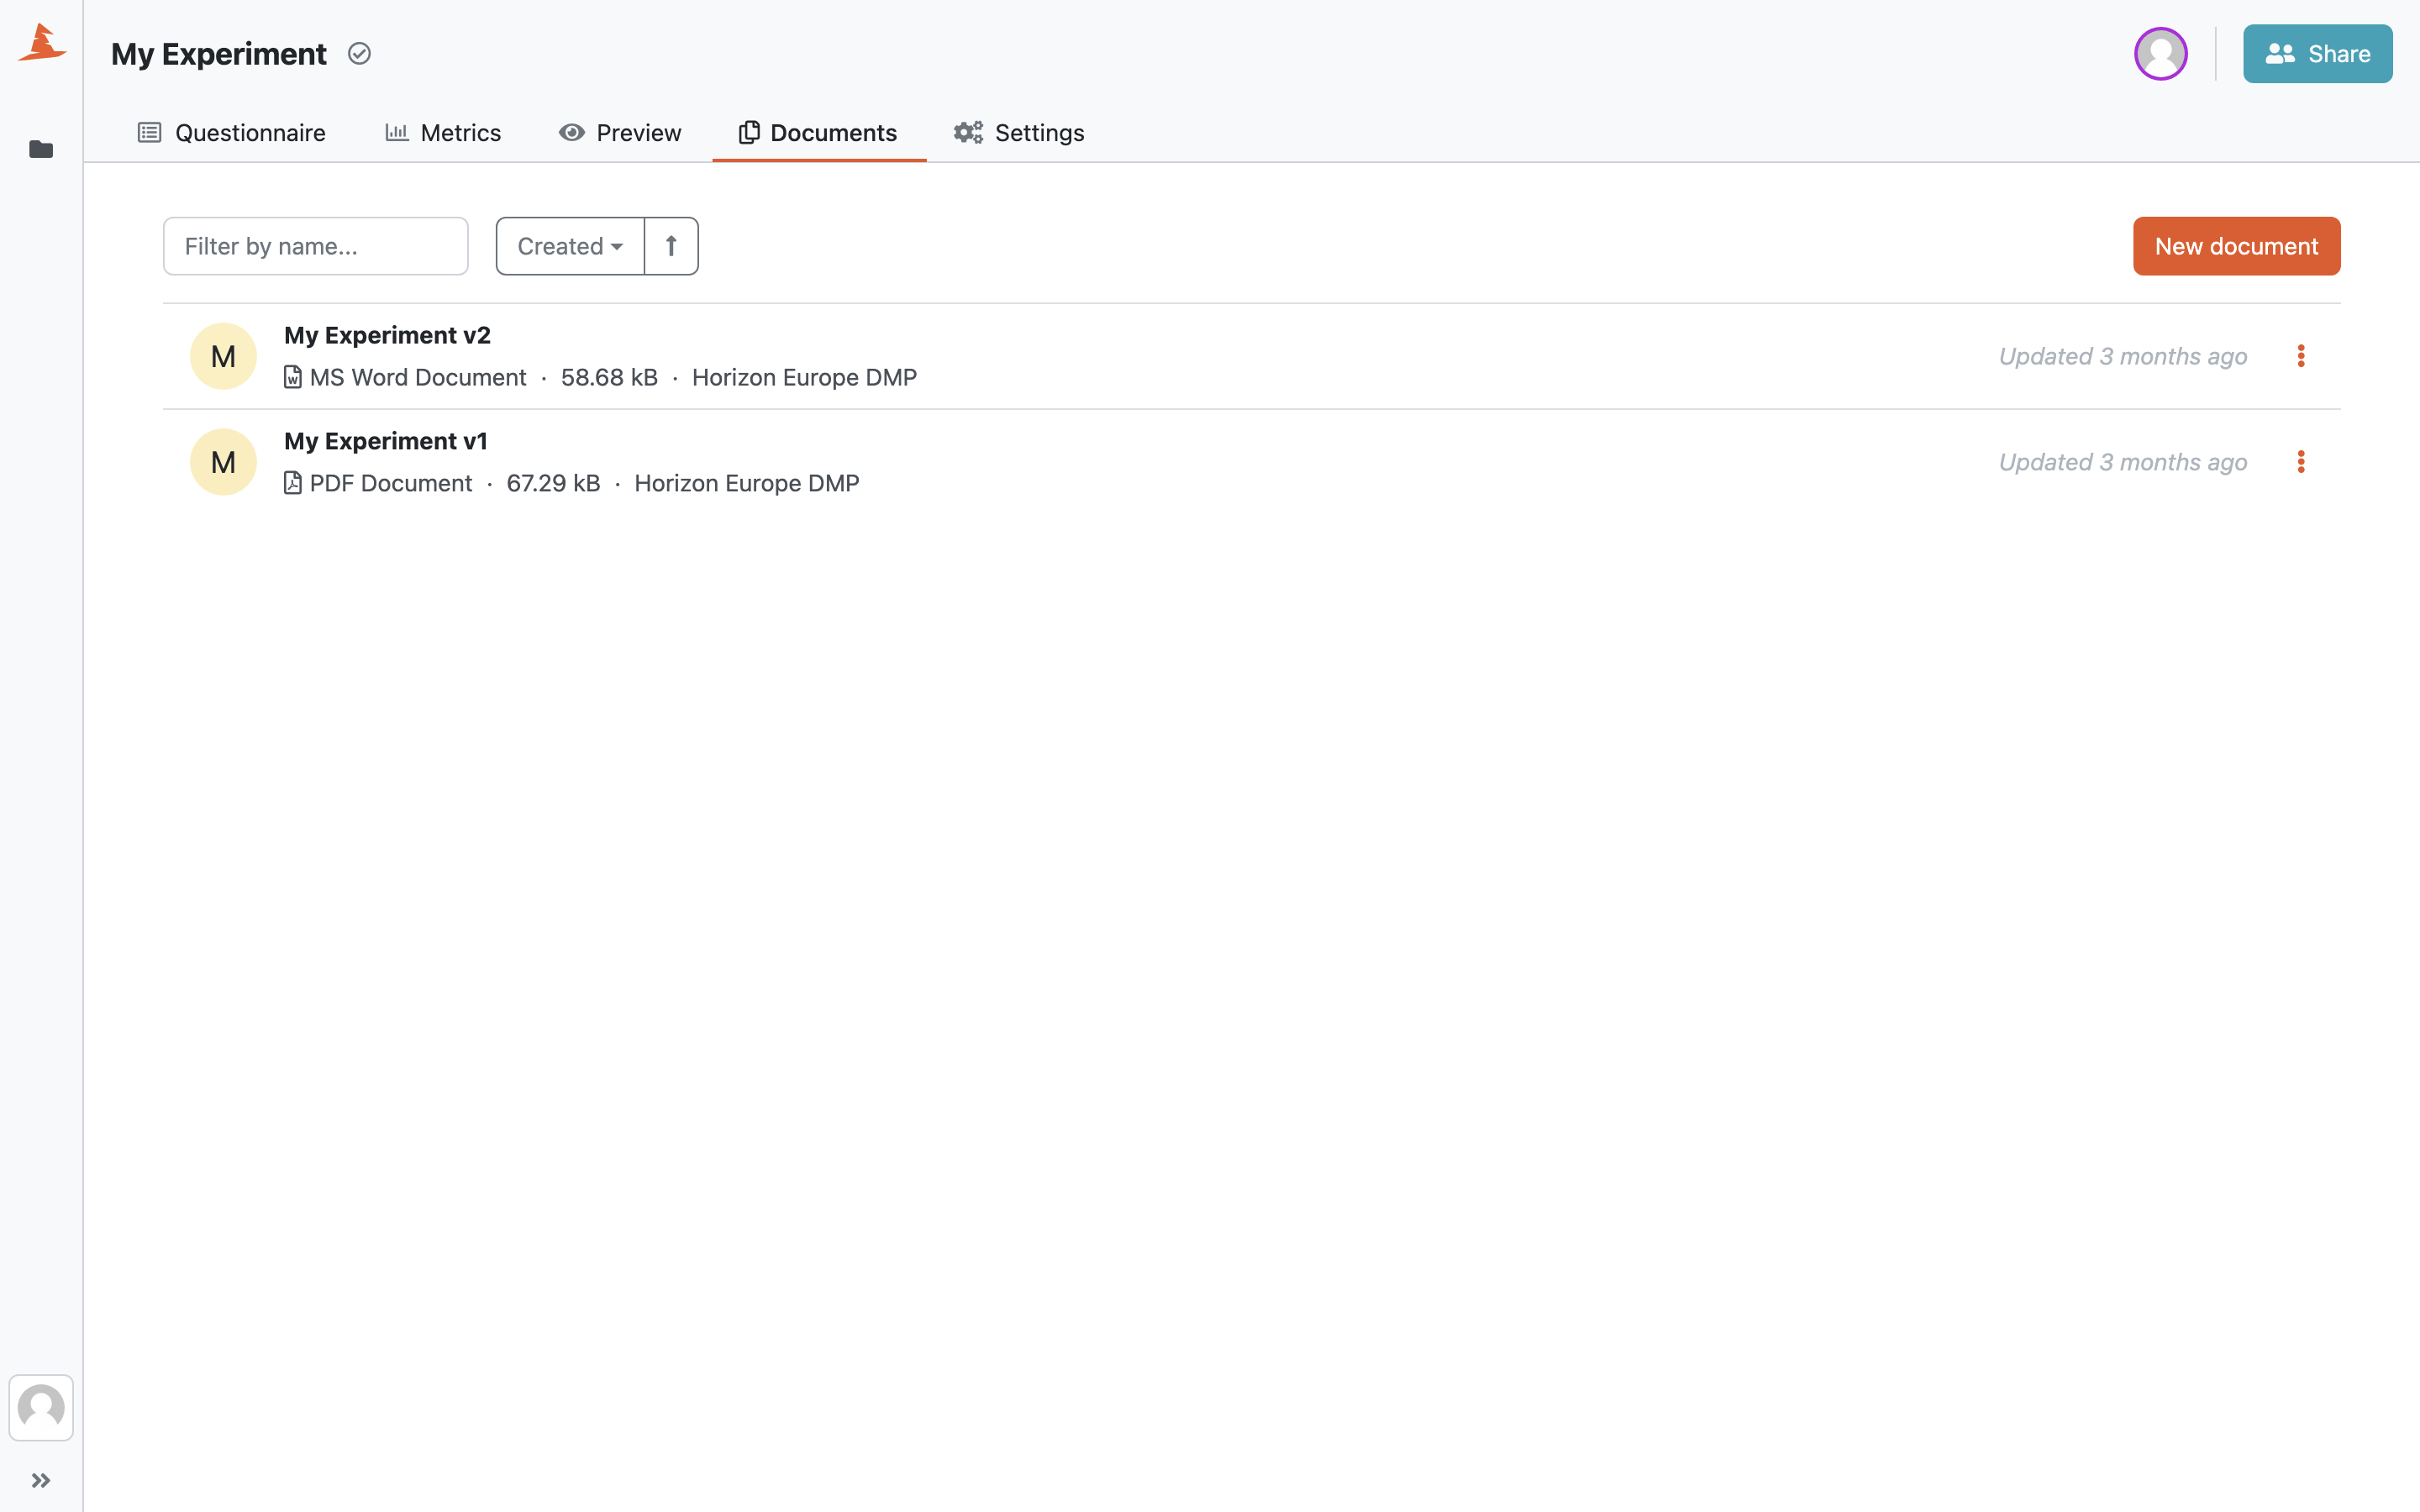 My Experiment
Share
Questionnaire Metrics Preview Documents Settings
Filter by name... Created New document
M
My Experiment v2
MS Word Document · 58.68 kB · Horizon Europe DMP
Updated 3 months ago
M
My Experiment v1
PDF Document · 67.29 kB · Horizon Europe DMP
Updated 3 months ago